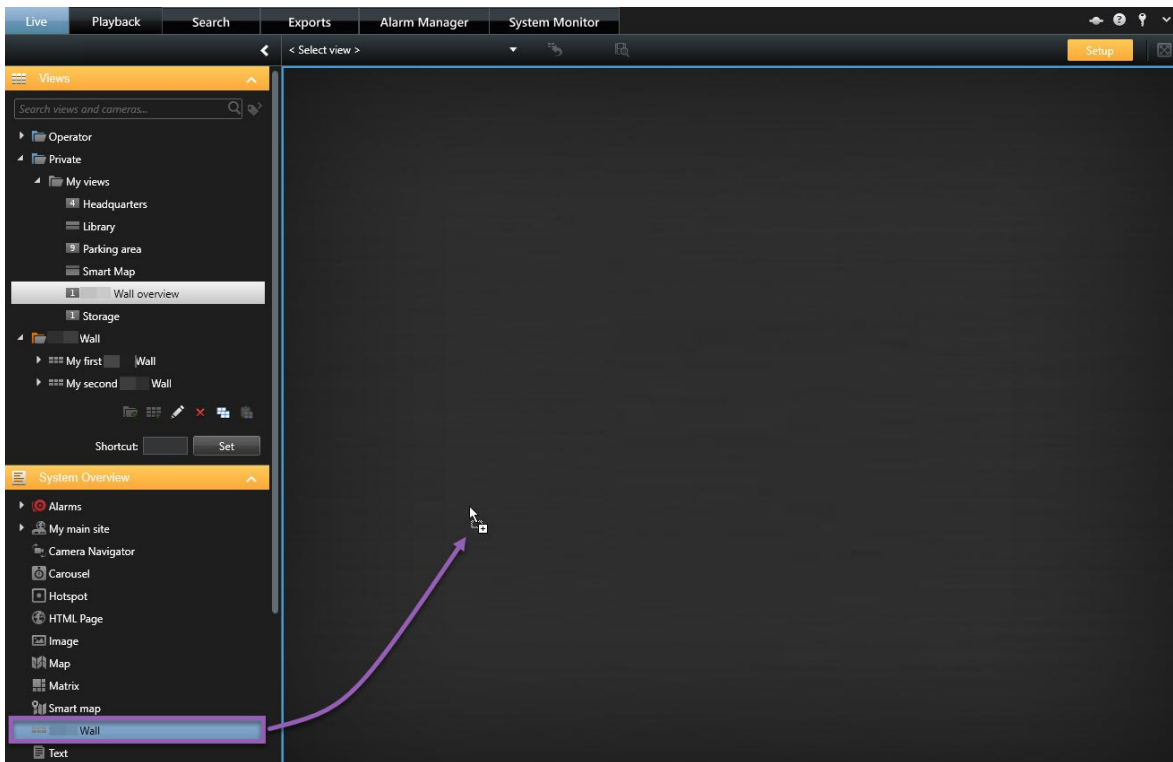 Live Playback Search Exports Alarm Manager System Monitor
< Select view > Setup
Views
Search views and cameras...
Operator
Private
My views
4 Headquarters
Library
9 Parking area
Smart Map
1 Wall overview
1 Storage
Wall
My first Wall
My second Wall
Shortcut: Set
System Overview
Alarms
My main site
Camera Navigator
Carousel
Hotspot
HTML Page
Image
Map
Matrix
Smart map
Wall
Text